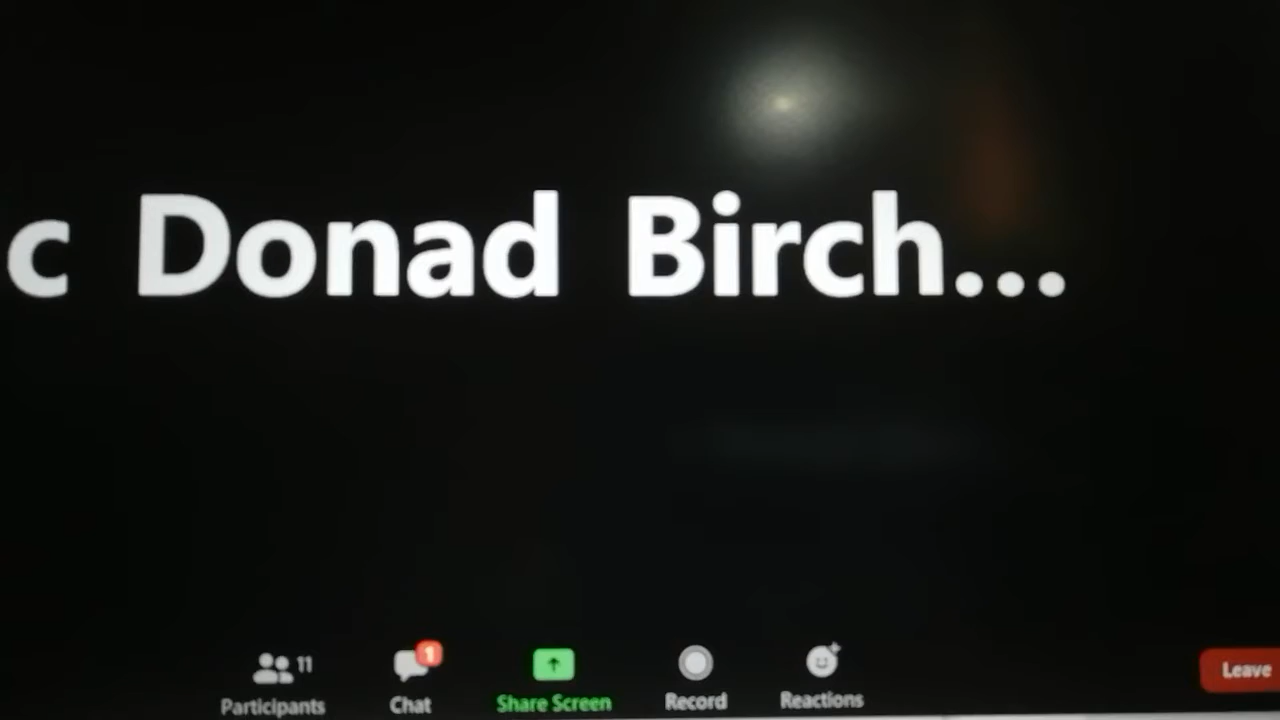 c Donad Birch...
11
1
Participants
Chat
Share Screen
Record
Reactions
Leave